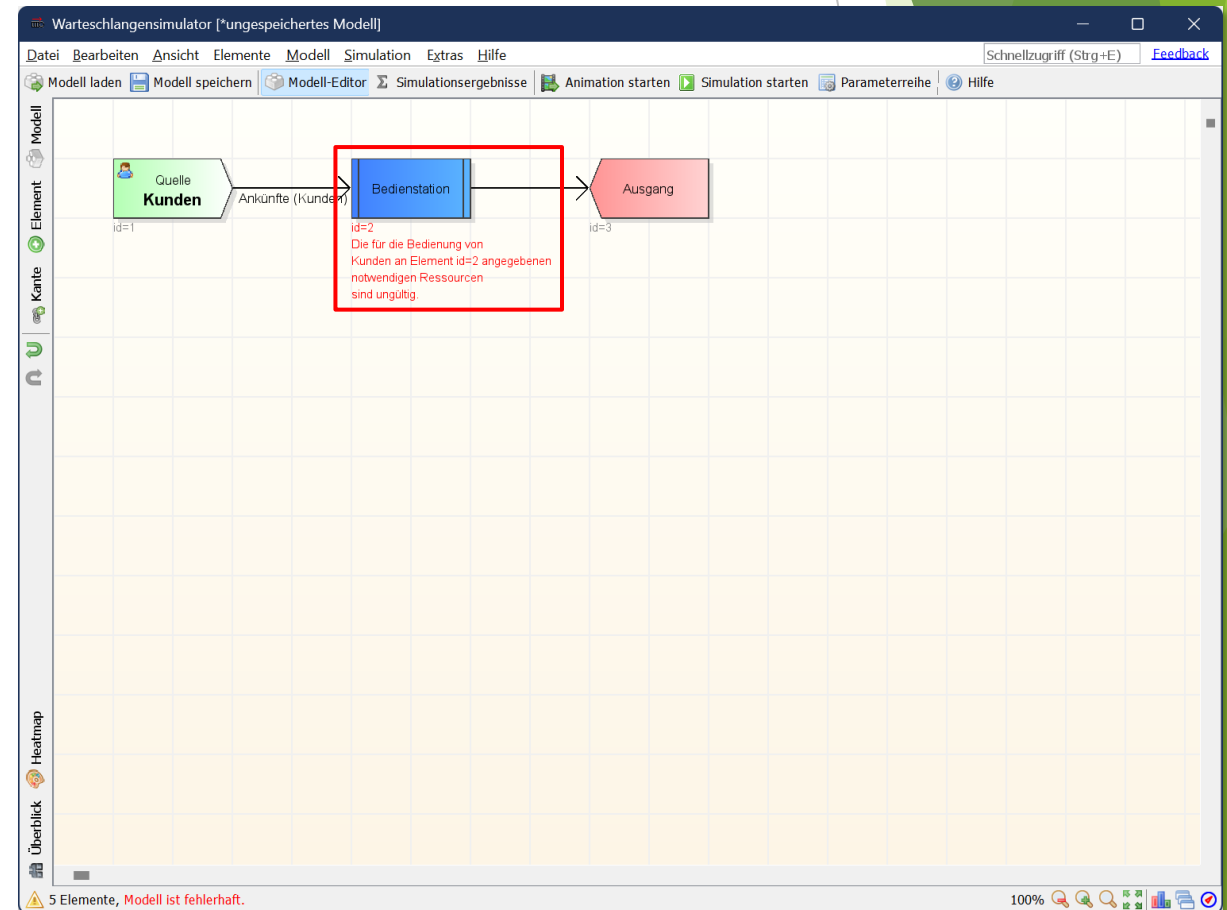 Warteschlangensimulator [*ungespeichertes Modell]
Datei Bearbeiten Ansicht Elemente Modell Simulation Extras Hilfe
Schnellzugriff (Strg+E) Feedback
Modell laden Modell speichern Modell-Editor Σ Simulationsergebnisse Animation starten Simulation starten Parameterreihe Hilfe
Modell
Element
Kante
Quelle
Kunden
id=1
Ankünfte (Kunden)
Bedienstation
id=2
Die für die Bedienung von
Kunden an Element id=2 angegebenen
notwendigen Ressourcen
sind ungültig.
Ausgang
id=3
Heatmap
Überblick
5 Elemente, Modell ist fehlerhaft.
100%